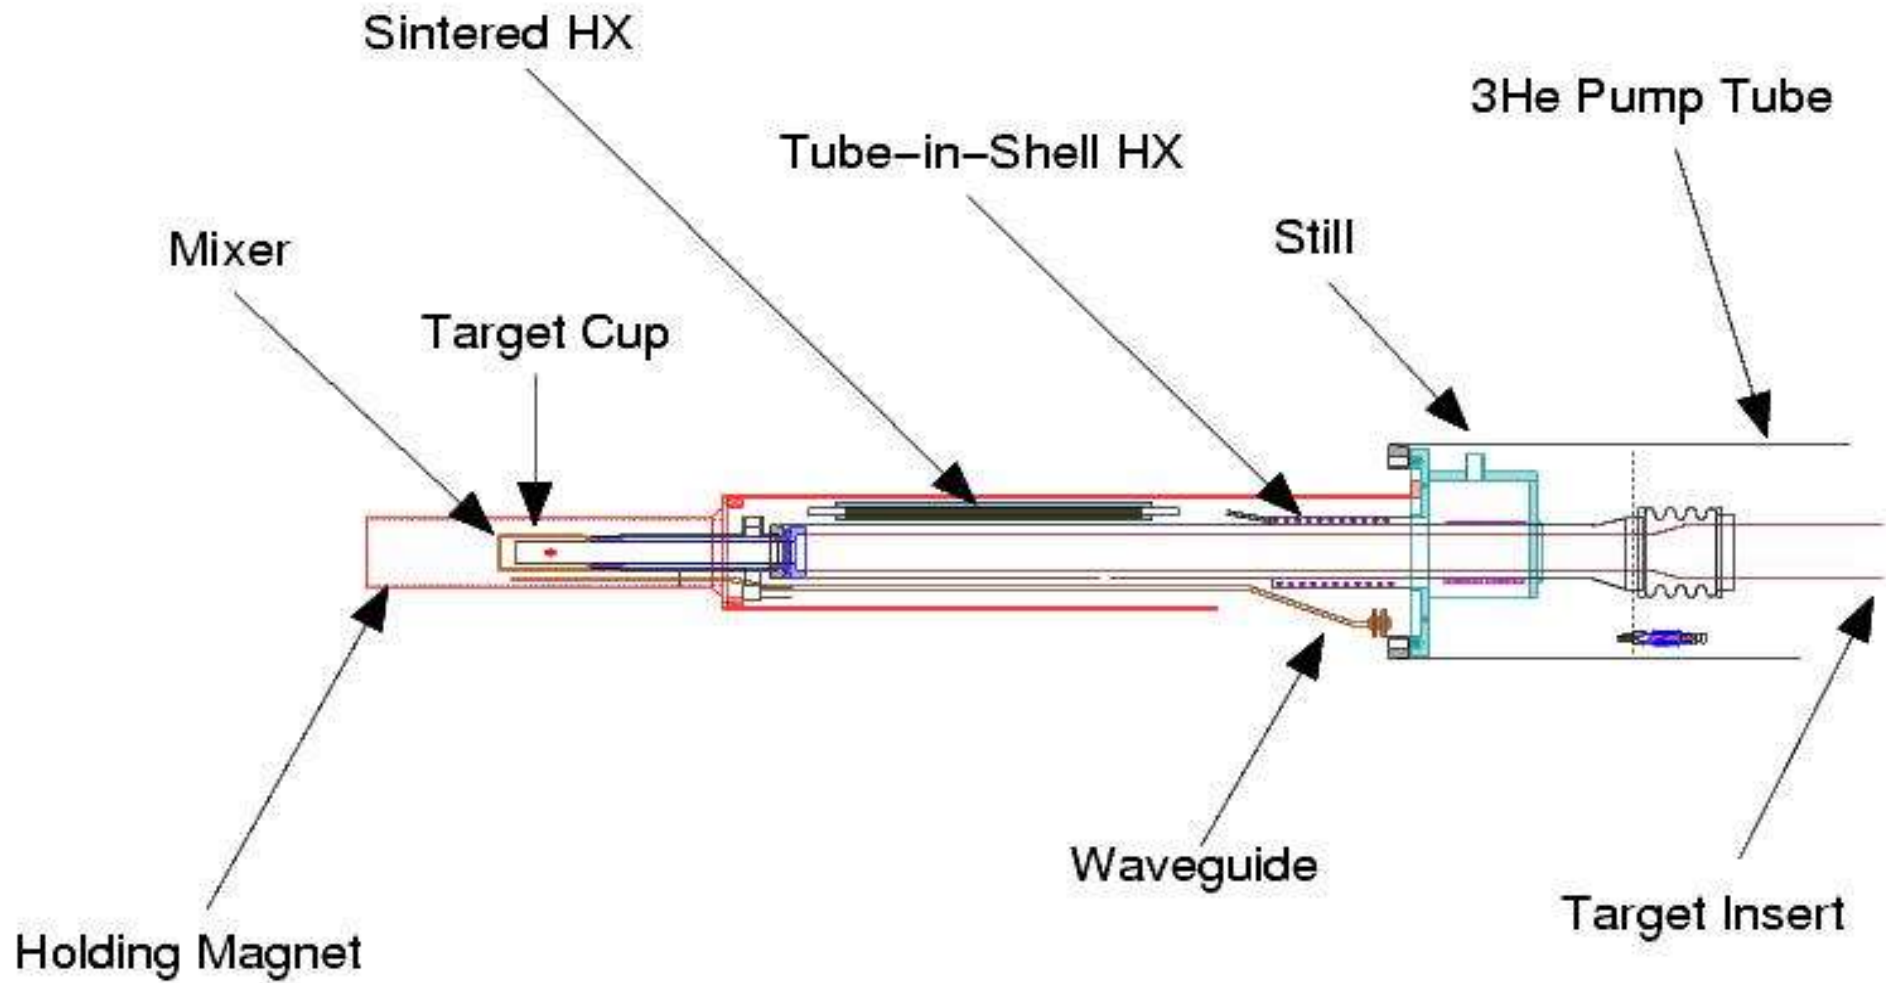 Sintered HX
3He Pump Tube
Tube-in-Shell HX
Still
Mixer
Target Cup
Waveguide
Target Insert
Holding Magnet